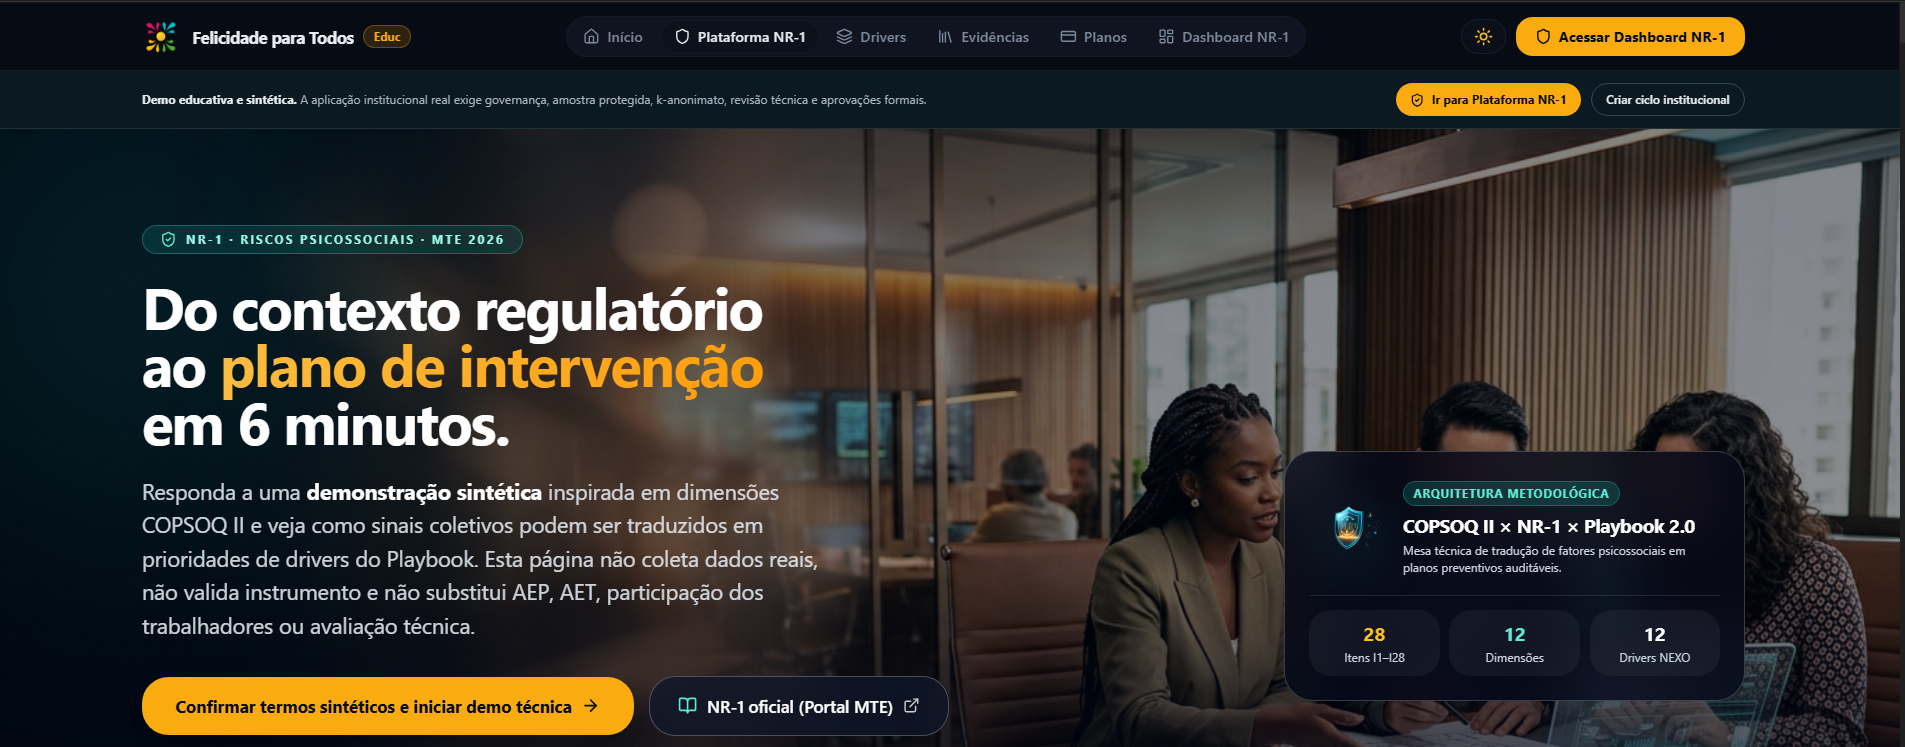 Felicidade para Todos Educ
Início
Plataforma NR-1
Drivers
Evidências
Planos
Dashboard NR-1
Acessar Dashboard NR-1
Demo educativa e sintética. A aplicação institucional real exige governança, amostra protegida, k-anonimato, revisão técnica e aprovações formais.
Ir para Plataforma NR-1
Criar ciclo institucional
NR-1 · RISCOS PSICOSSOCIAIS · MTE 2026
Do contexto regulatório
ao plano de intervenção
em 6 minutos.
Responda a uma demonstração sintética inspirada em dimensões
COPSOQ II e veja como sinais coletivos podem ser traduzidos em
prioridades de drivers do Playbook. Esta página não coleta dados reais,
não valida instrumento e não substitui AEP, AET, participação dos
trabalhadores ou avaliação técnica.
Confirmar termos sintéticos e iniciar demo técnica
NR-1 oficial (Portal MTE)
ARQUITETURA METODOLÓGICA
COPSOQ II × NR-1 × Playbook 2.0
Mesa técnica de tradução de fatores psicossociais em
planos preventivos auditáveis.
28
Itens I1–I28
12
Dimensões
12
Drivers NEXO